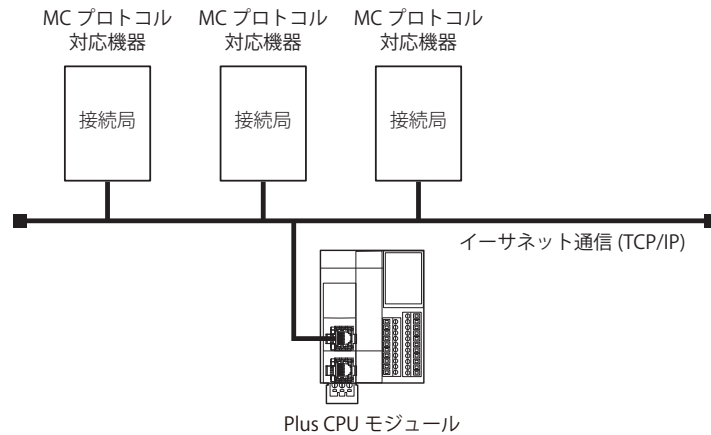 MC プロトコル
対応機器
MC プロトコル
対応機器
MC プロトコル
対応機器
接続局
接続局
接続局
イーサネット通信 (TCP/IP)
Plus CPU モジュール